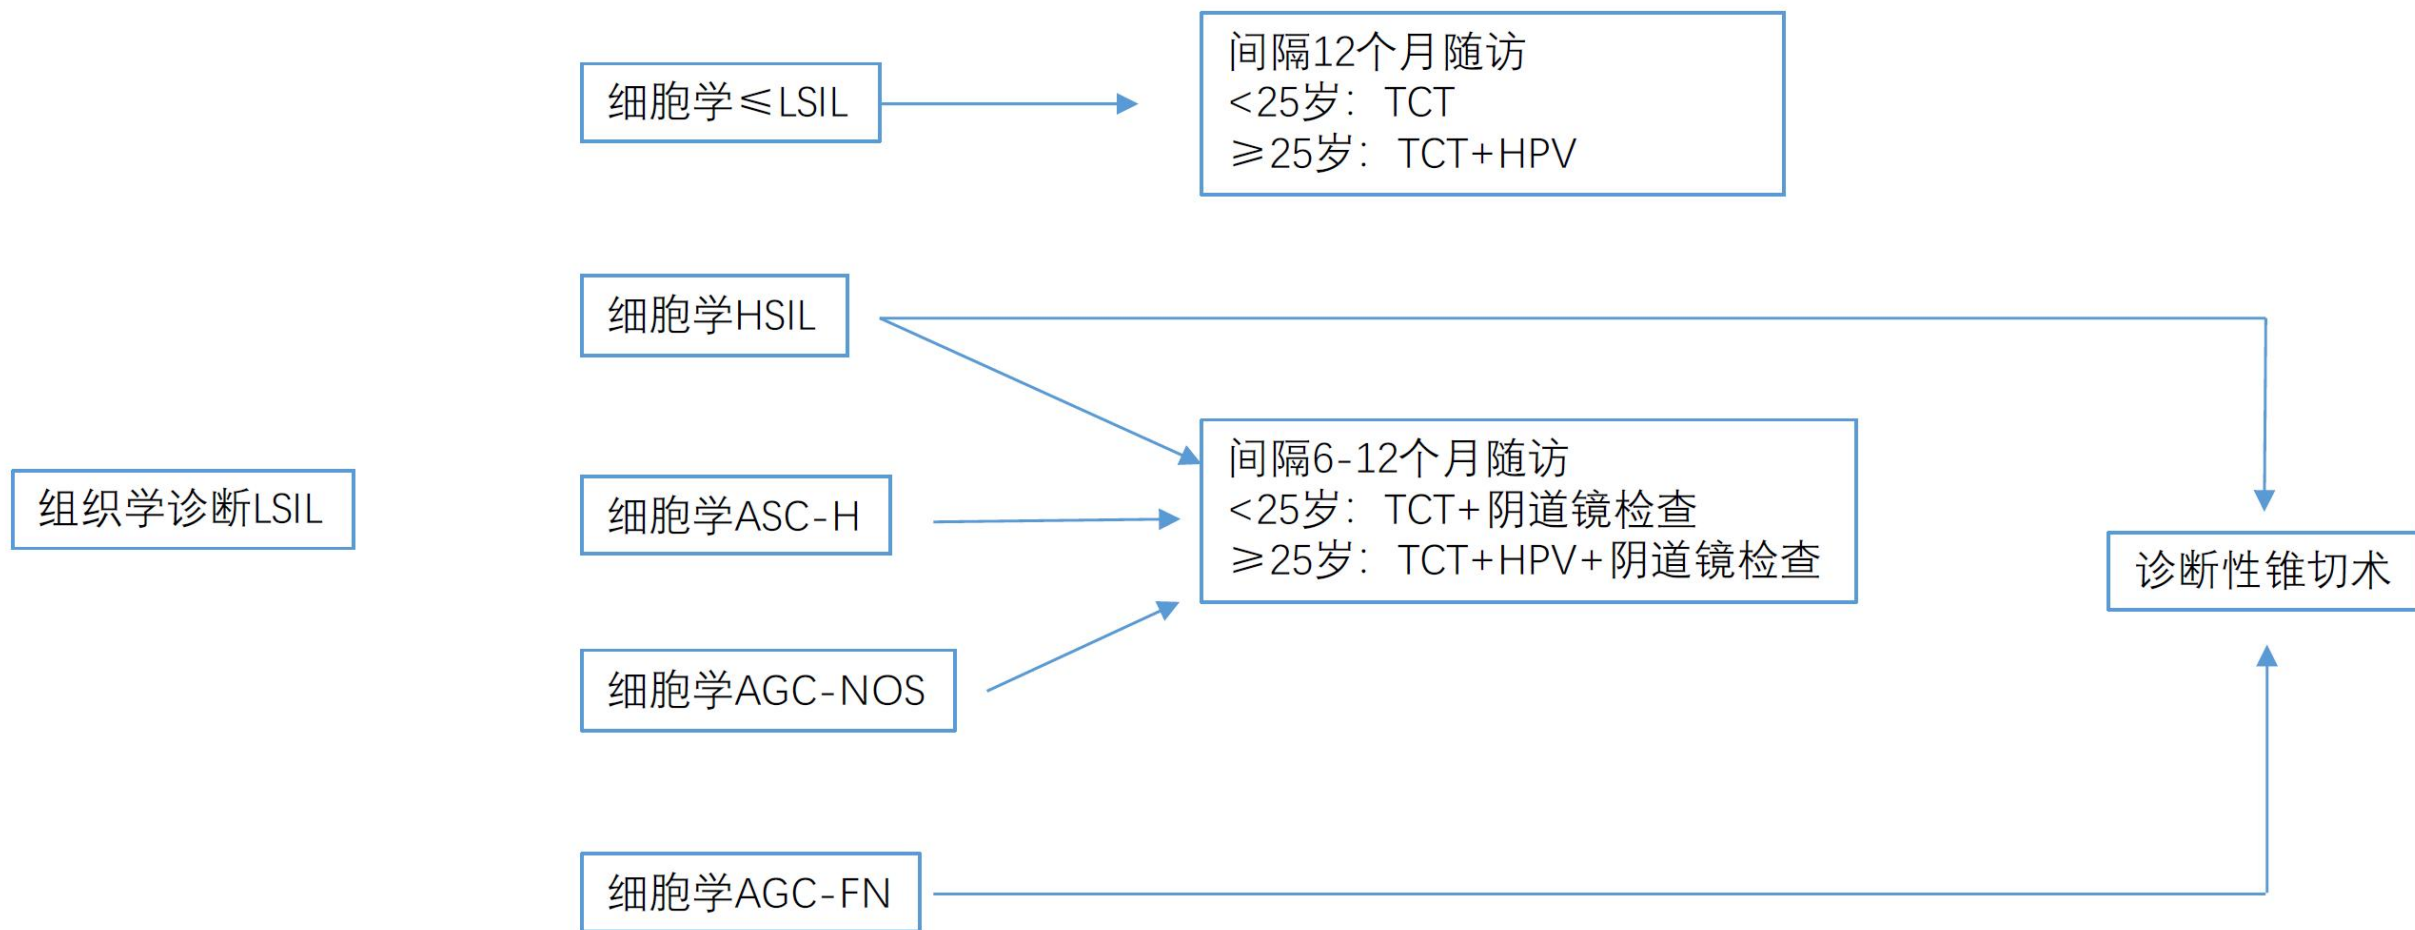 组织学诊断LSIL
细胞学≤LSIL
间隔12个月随访
<25岁：TCT
≥25岁：TCT+HPV
细胞学HSIL
细胞学ASC-H
间隔6-12个月随访
<25岁：TCT+阴道镜检查
≥25岁：TCT+HPV+阴道镜检查
细胞学AGC-NOS
细胞学AGC-FN
诊断性锥切术